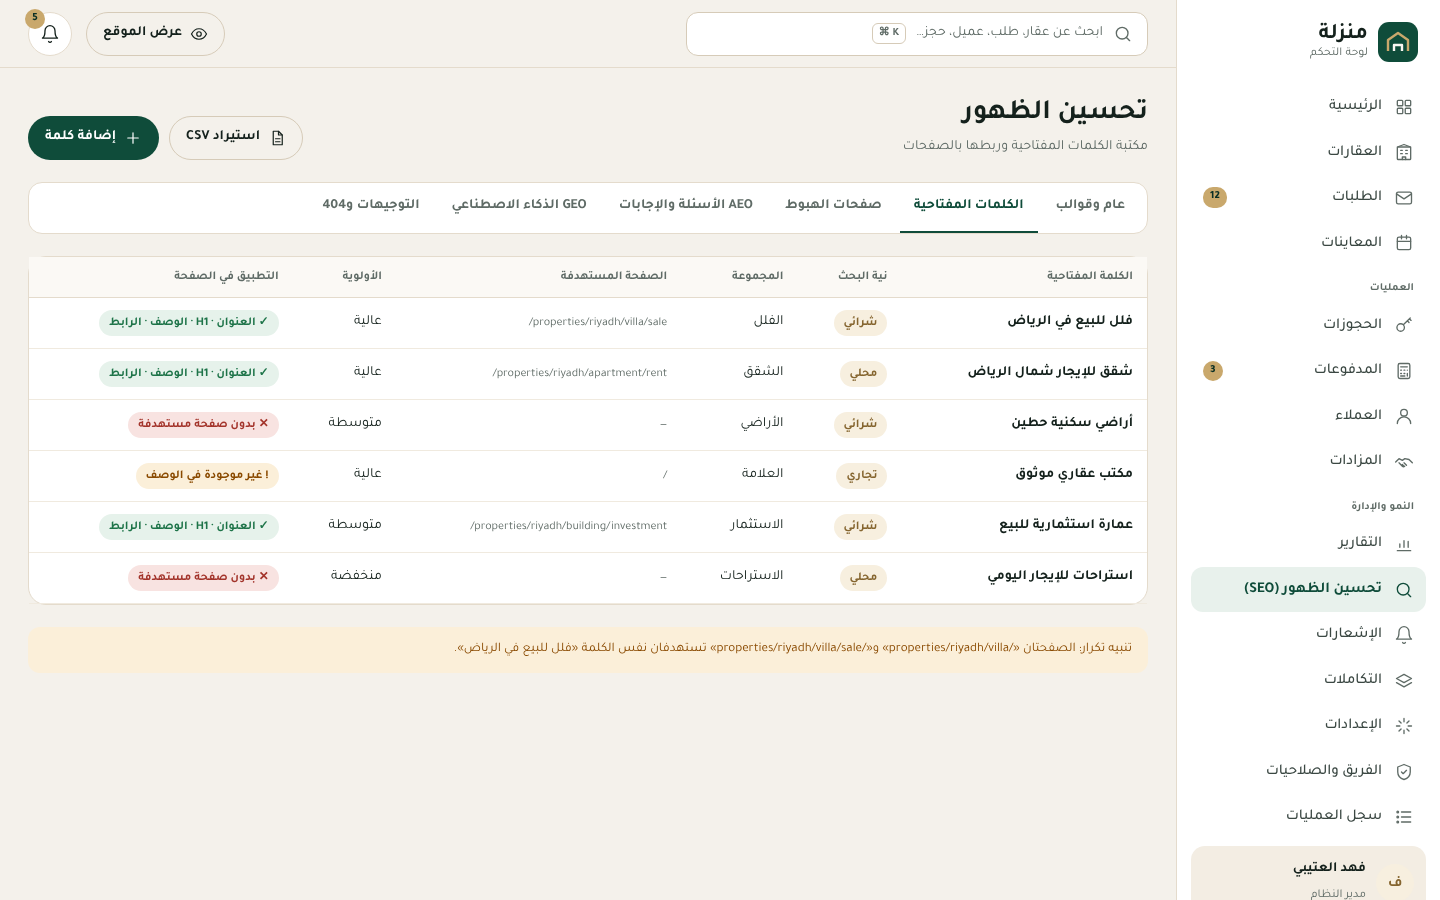 منزلة
لوحة التحكم
الرئيسية
العقارات
الطلبات
12
المعاينات
العمليات
الحجوزات
المدفوعات
3
العملاء
المزادات
النمو والإدارة
التقارير
تحسين الظهور (SEO)
الإشعارات
التكاملات
الإعدادات
الفريق والصلاحيات
سجل العمليات
ف
فهد العتيبي
مدير النظام
ابحث عن عقار، طلب، عميل، حجز…
⌘ K
عرض الموقع
5
تحسين الظهور
مكتبة الكلمات المفتاحية وربطها بالصفحات
استيراد CSV
إضافة كلمة
عام وقوالب
الكلمات المفتاحية
صفحات الهبوط
AEO الأسئلة والإجابات
GEO الذكاء الاصطناعي
التوجيهات و404
الكلمة المفتاحية نية البحث المجموعة الصفحة المستهدفة الأولوية التطبيق في الصفحة
فلل للبيع في الرياض شرائي الفلل /properties/riyadh/villa/sale عالية ✓ العنوان · H1 · الوصف · الرابط
شقق للإيجار شمال الرياض محلي الشقق /properties/riyadh/apartment/rent عالية ✓ العنوان · H1 · الوصف · الرابط
أراضي سكنية حطين شرائي الأراضي — متوسطة ✕ بدون صفحة مستهدفة
مكتب عقاري موثوق تجاري العلامة / عالية ! غير موجودة في الوصف
عمارة استثمارية للبيع شرائي الاستثمار /properties/riyadh/building/investment متوسطة ✓ العنوان · H1 · الوصف · الرابط
استراحات للإيجار اليومي محلي الاستراحات — منخفضة ✕ بدون صفحة مستهدفة
تنبيه تكرار: الصفحتان «/properties/riyadh/villa» و«/properties/riyadh/villa/sale» تستهدفان نفس الكلمة «فلل للبيع في الرياض».